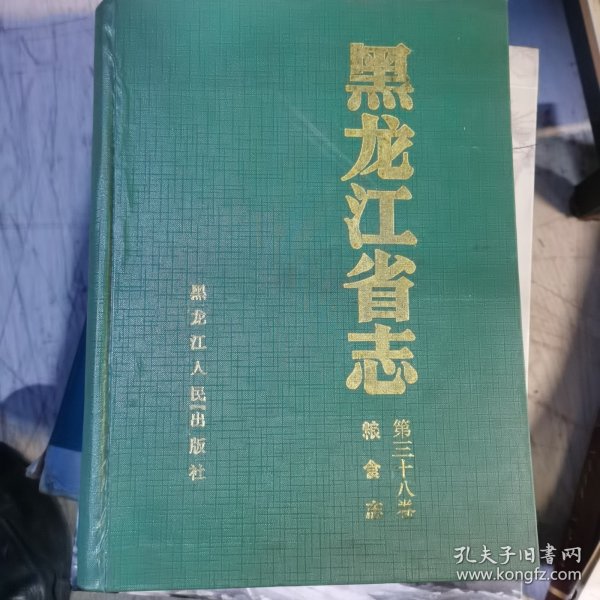 黑龙江省志
第三十八卷
粮食志
黑龙江人民出版社
孔夫子旧书网
www.kongfz.com